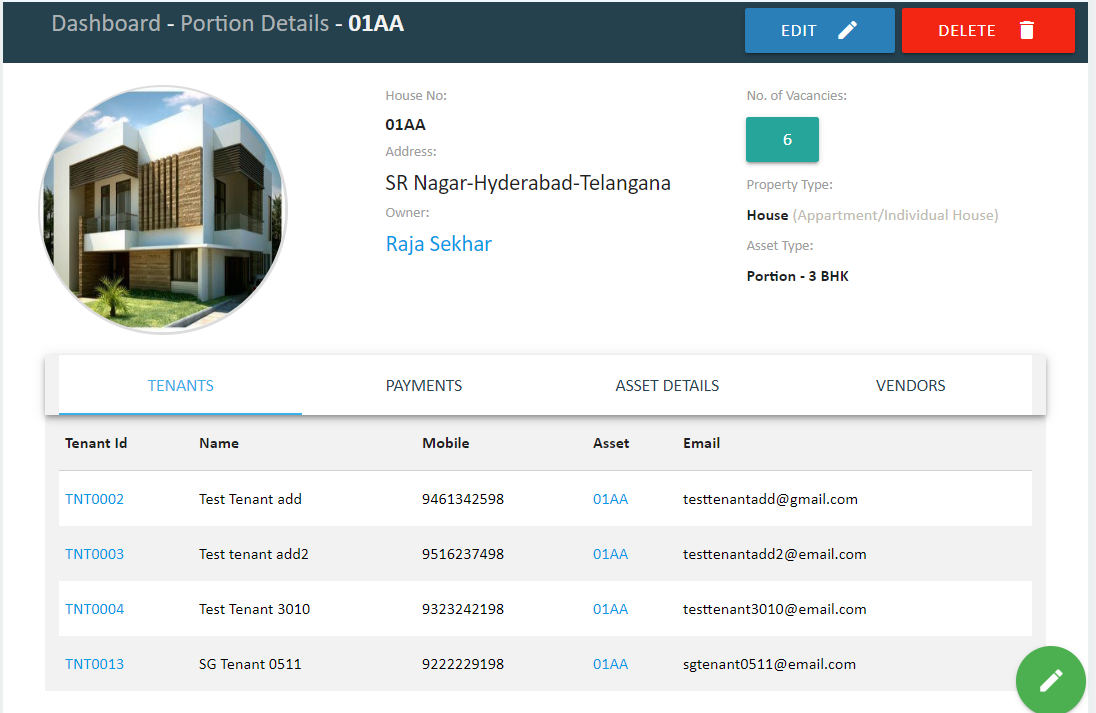 Dashboard - Portion Details - 01AA
EDIT
DELETE
House No:
01AA
Address:
SR Nagar-Hyderabad-Telangana
Owner:
Raja Sekhar
No. of Vacancies:
6
Property Type:
House (Appartment/Individual House)
Asset Type:
Portion - 3 BHK
TENANTS PAYMENTS ASSET DETAILS VENDORS
Tenant Id Name Mobile Asset Email
TNT0002 Test Tenant add 9461342598 01AA testtenantadd@gmail.com
TNT0003 Test tenant add2 9516237498 01AA testtenantadd2@email.com
TNT0004 Test Tenant 3010 9323242198 01AA testtenant3010@email.com
TNT0013 SG Tenant 0511 9222229198 01AA sgtenant0511@email.com